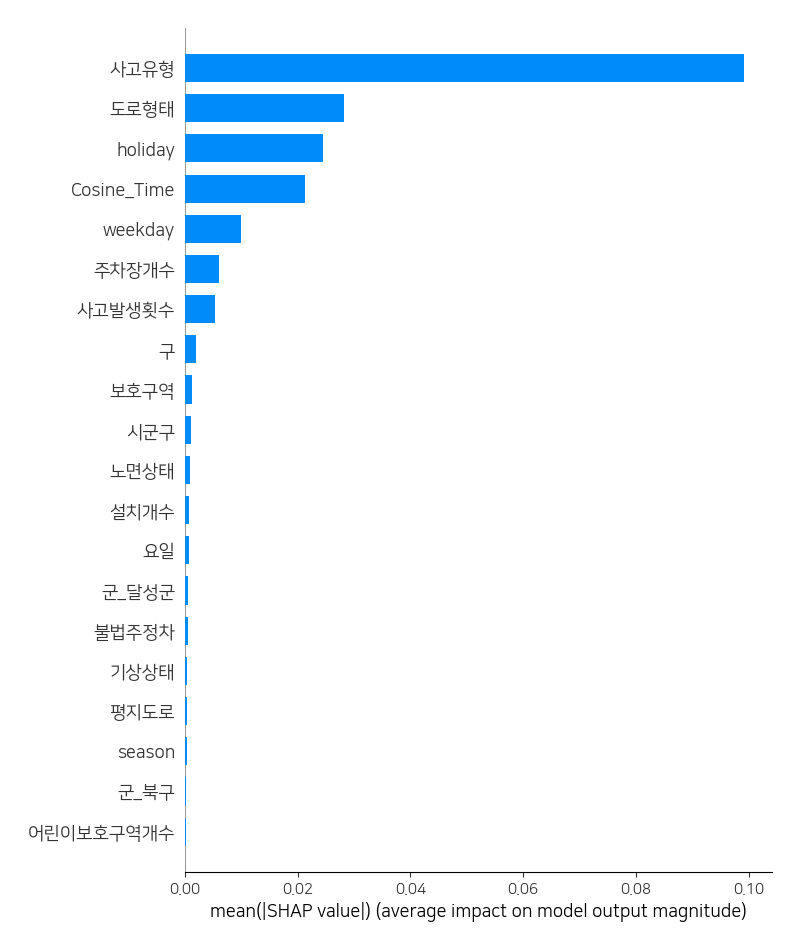 사고유형
도로형태
holiday
Cosine_Time
weekday
주차장개수
사고발생횟수
구
보호구역
시군구
노면상태
설치개수
요일
군_달성군
불법주정차
기상상태
평지도로
season
군_북구
어린이보호구역개수
0.00 0.02 0.04 0.06 0.08 0.10
mean(|SHAP value|) (average impact on model output magnitude)